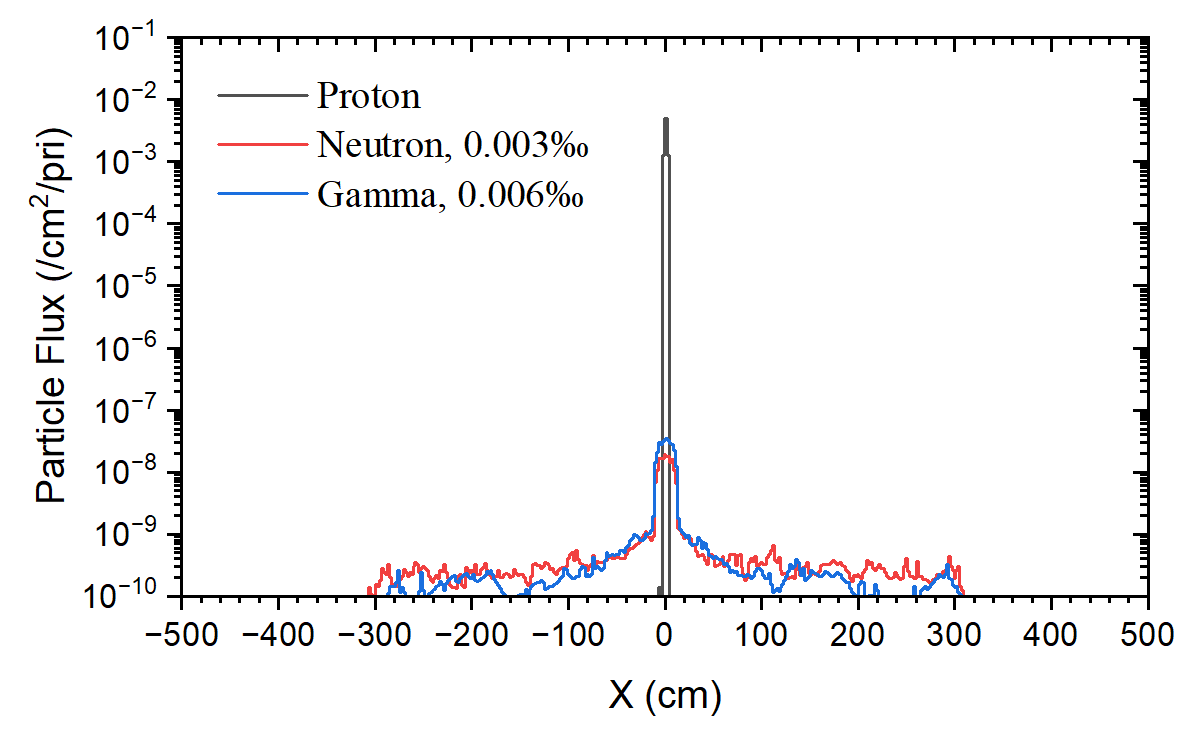 10⁻¹
10⁻²
10⁻³
10⁻⁴
10⁻⁵
10⁻⁶
10⁻⁷
10⁻⁸
10⁻⁹
10⁻¹⁰
Particle Flux (/cm²/pri)
Proton
Neutron, 0.003‰
Gamma, 0.006‰
−500 −400 −300 −200 −100 0 100 200 300 400 500
X (cm)